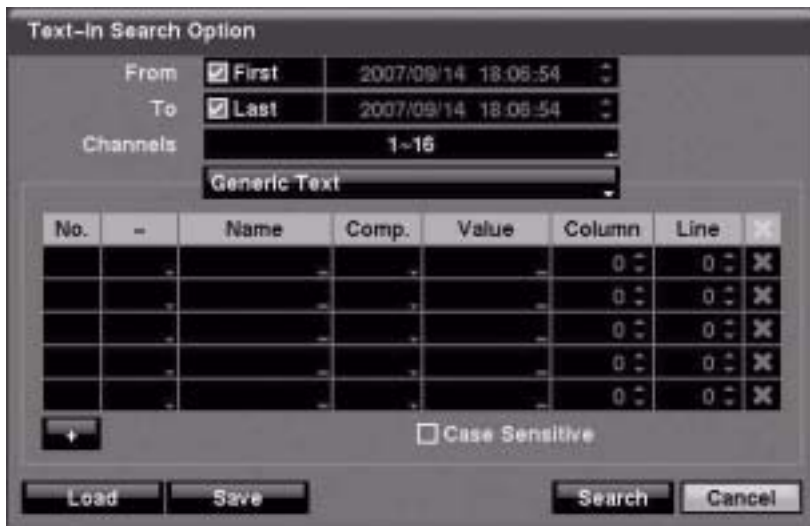 Text-In Search Option
From First 2007/09/14 18:06:54
To Last 2007/09/14 18:06:54
Channels 1~16
Generic Text
No. - Name Comp. Value Column Line
0 0
0 0
0 0
0 0
0 0
+ Case Sensitive
Load Save Search Cancel